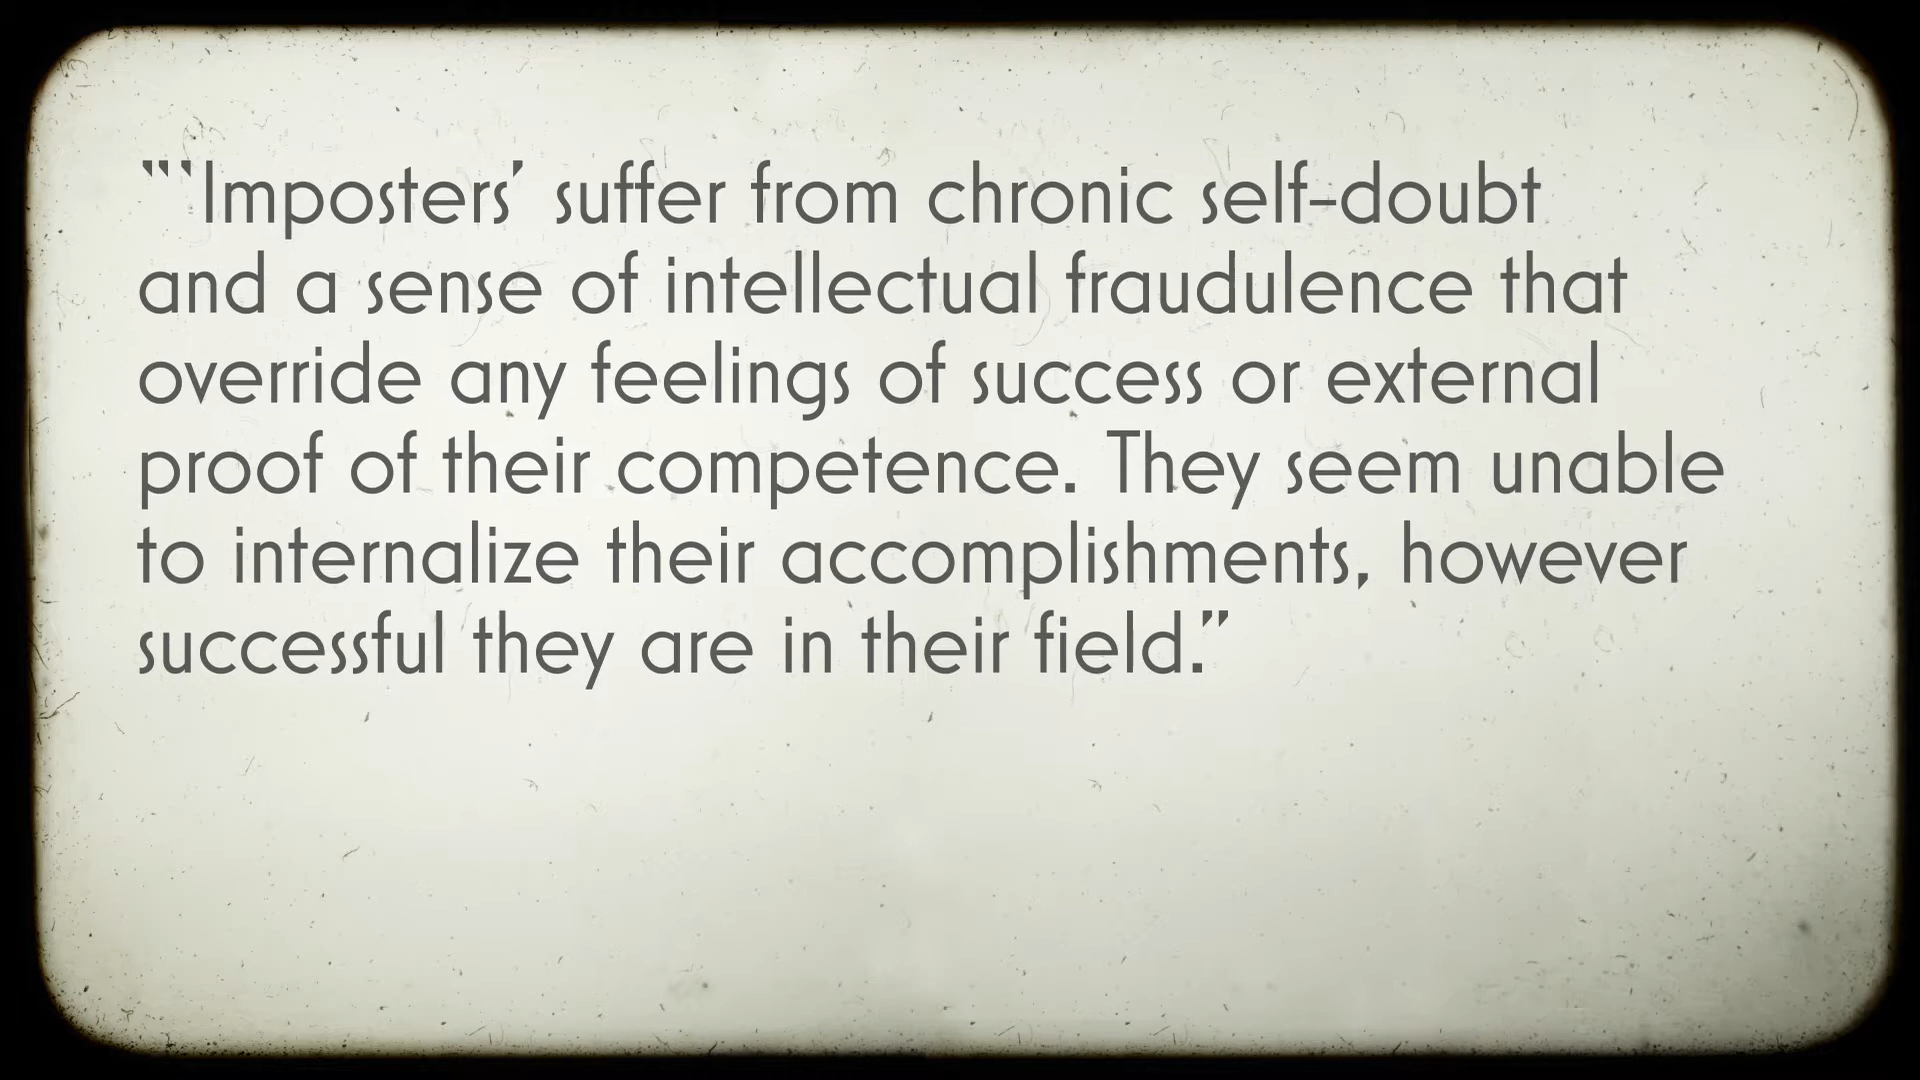 “‘Imposters’ suffer from chronic self-doubt
and a sense of intellectual fraudulence that
override any feelings of success or external
proof of their competence. They seem unable
to internalize their accomplishments, however
successful they are in their field.”